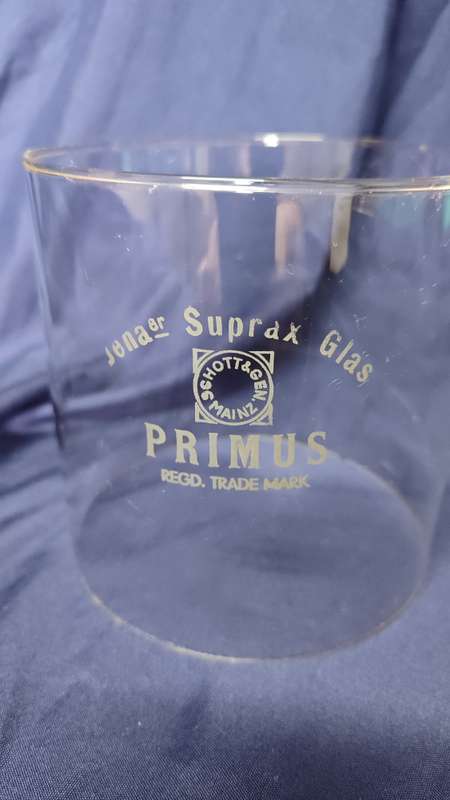 Jenaer Suprax Glas
SCHOTT & GEN. MAINZ
PRIMUS
REGD. TRADE MARK